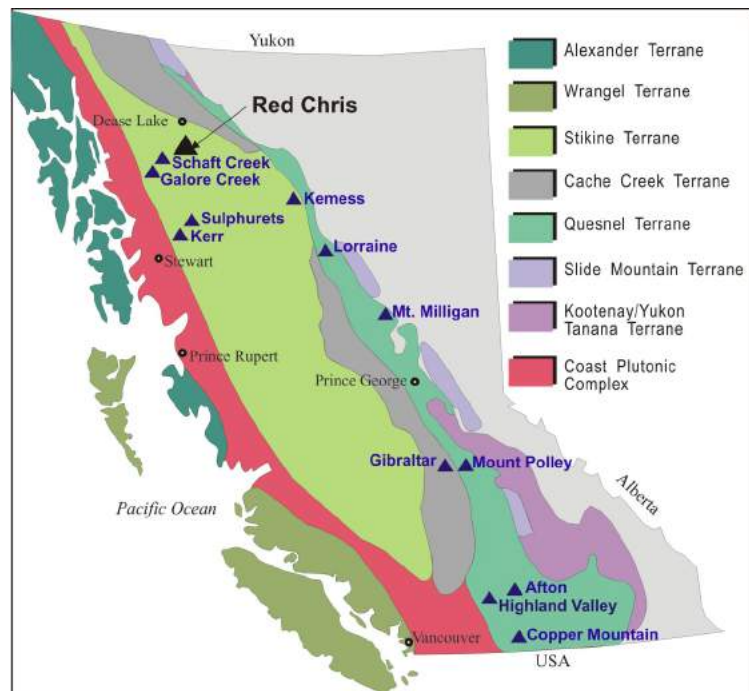 Yukon
Alexander Terrane
Wrangel Terrane
Stikine Terrane
Cache Creek Terrane
Quesnel Terrane
Slide Mountain Terrane
Kootenay/Yukon
Tanana Terrane
Coast Plutonic
Complex
Red Chris
Dease Lake
Schaft Creek
Galore Creek
Kemess
Sulphurets
Kerr
Lorraine
Stewart
Mt. Milligan
Prince Rupert
Prince George
Gibraltar
Mount Polley
Alberta
Pacific Ocean
Afton
Highland Valley
Vancouver
Copper Mountain
USA